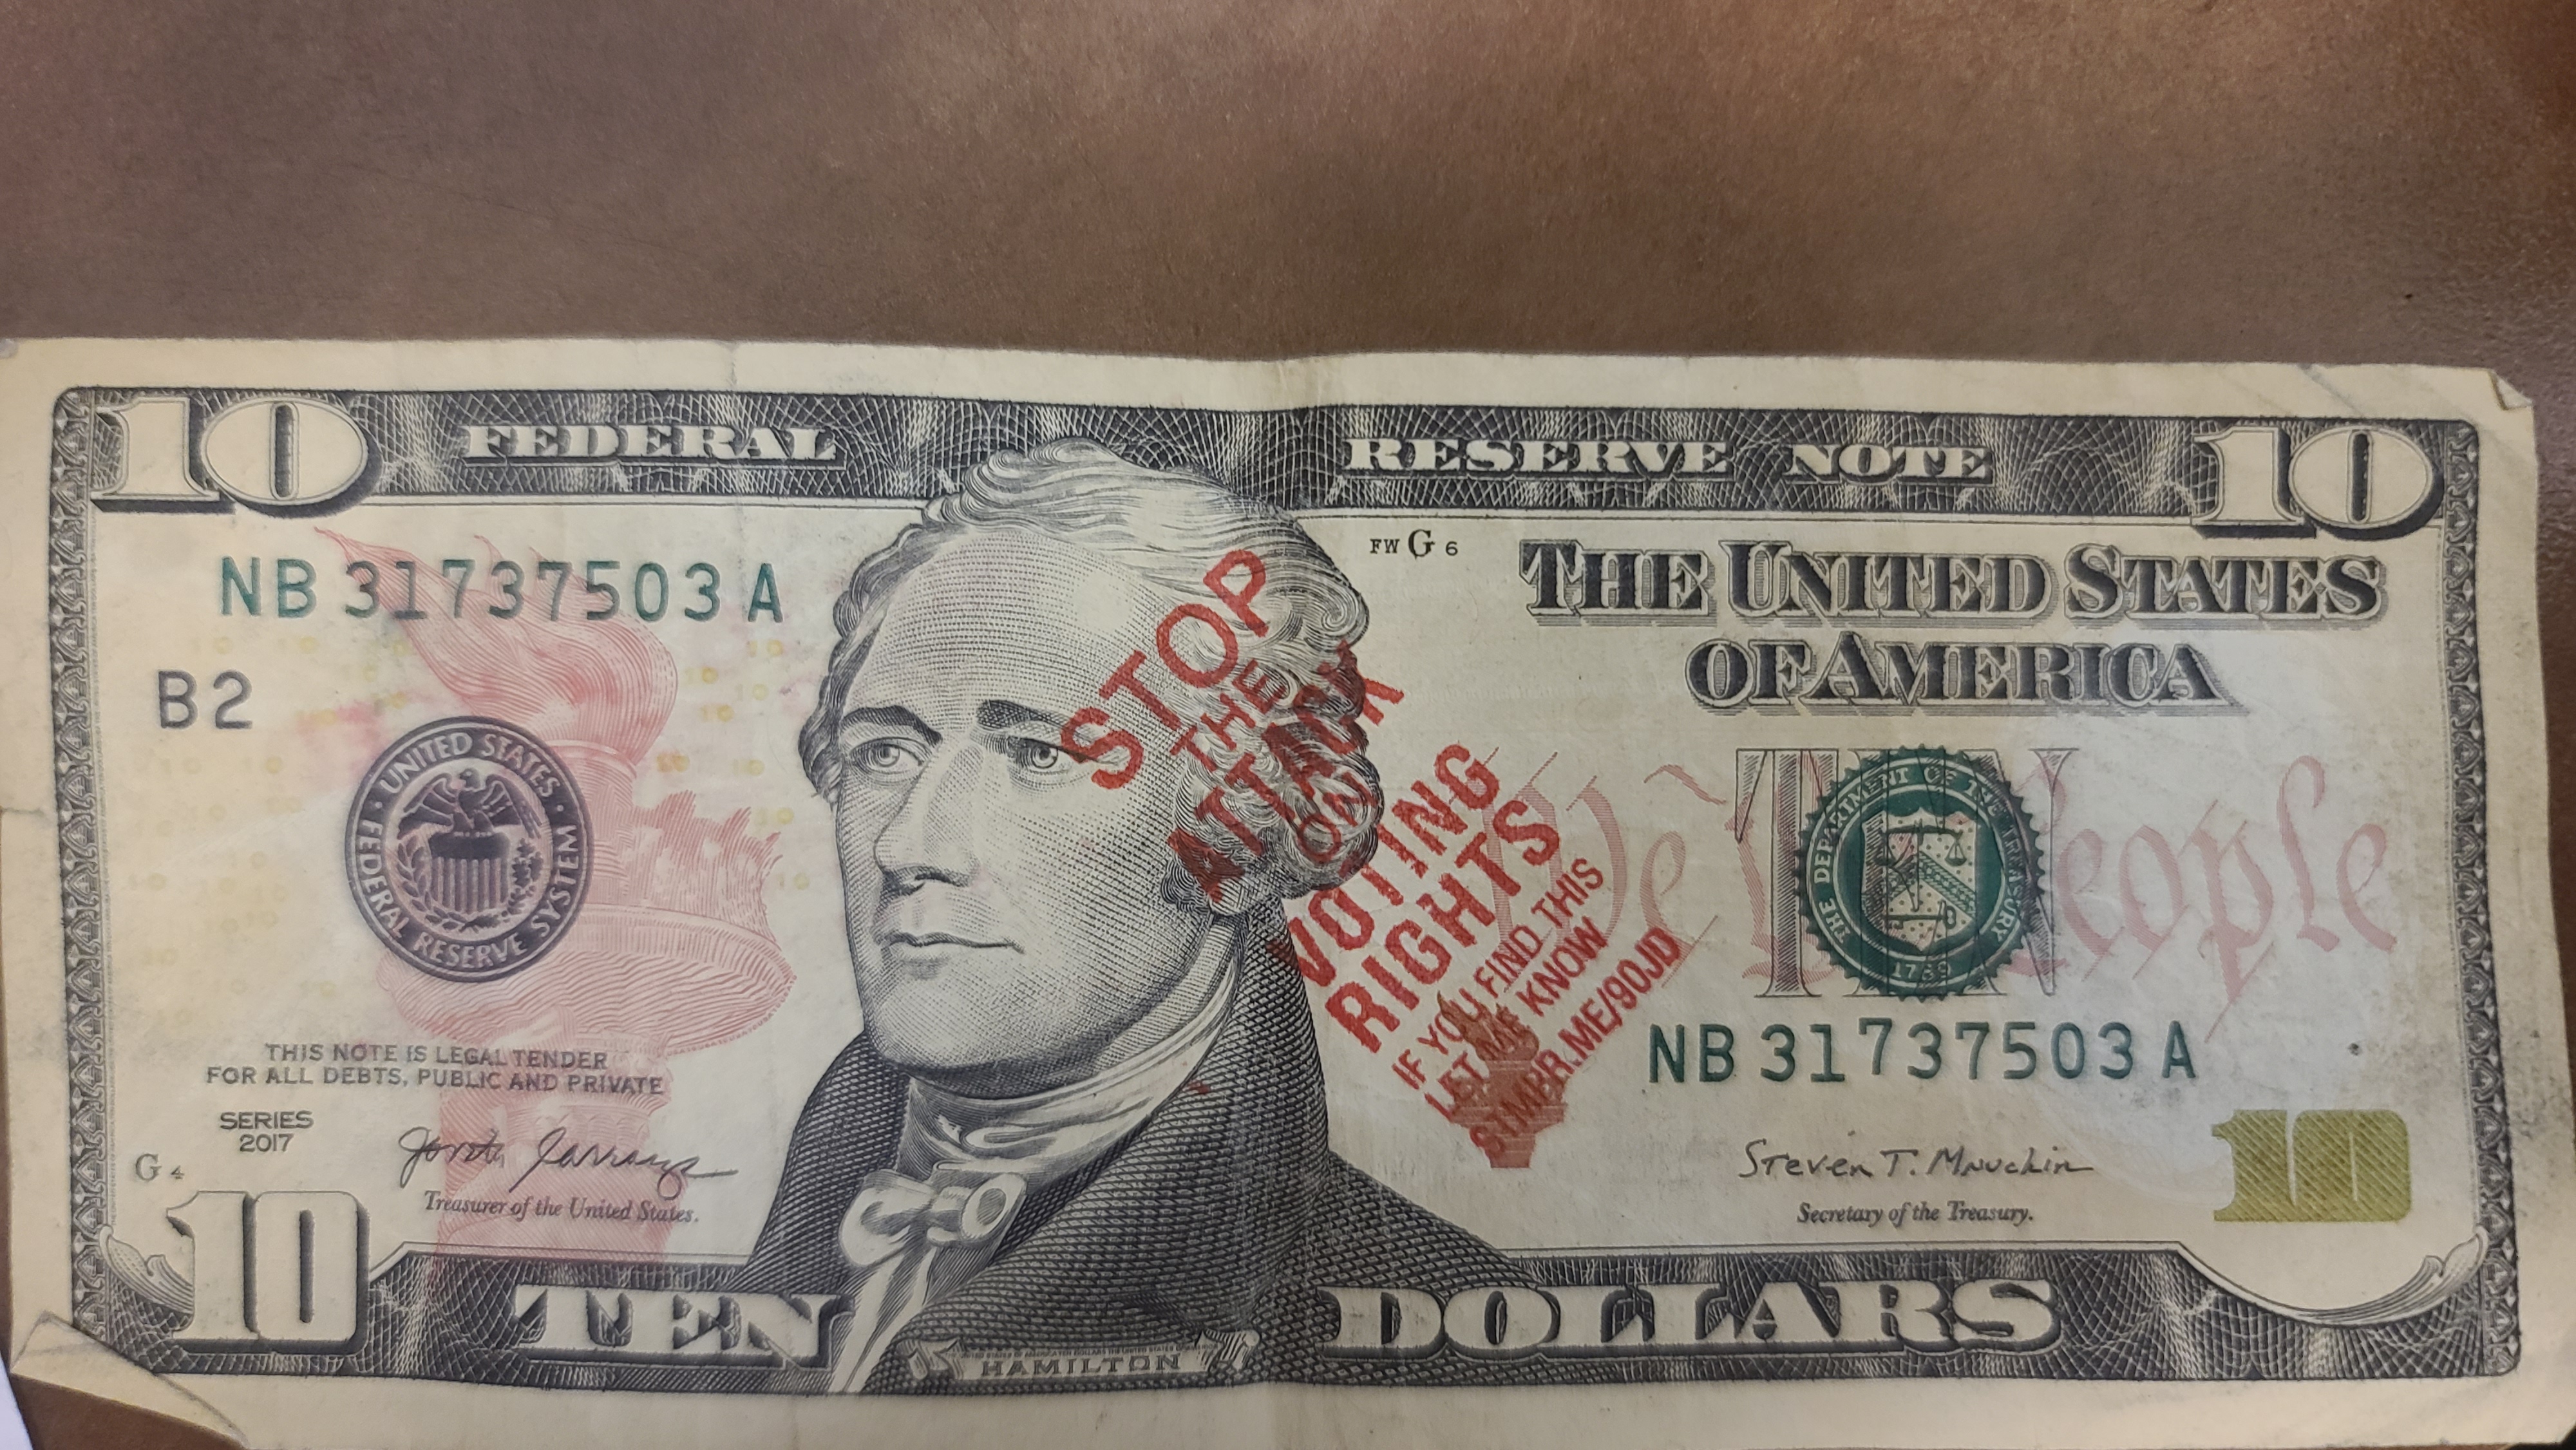 10 FEDERAL RESERVE NOTE 10
FW G 6
THE UNITED STATES
OF AMERICA
NB 31737503 A
B2
UNITED STATES
FEDERAL RESERVE SYSTEM
STOP
THE
ATTACK
ON
VOTING
RIGHTS
IF YOU FIND THIS
LET ME KNOW
STMPR.ME/90JD
TEN
We The People
THE DEPARTMENT OF THE TREASURY
1789
NB 31737503 A
THIS NOTE IS LEGAL TENDER
FOR ALL DEBTS, PUBLIC AND PRIVATE
SERIES
2017
G 4
Treasurer of the United States.
Steven T. Mnuchin
Secretary of the Treasury.
10
10 TEN DOLLARS
HAMILTON